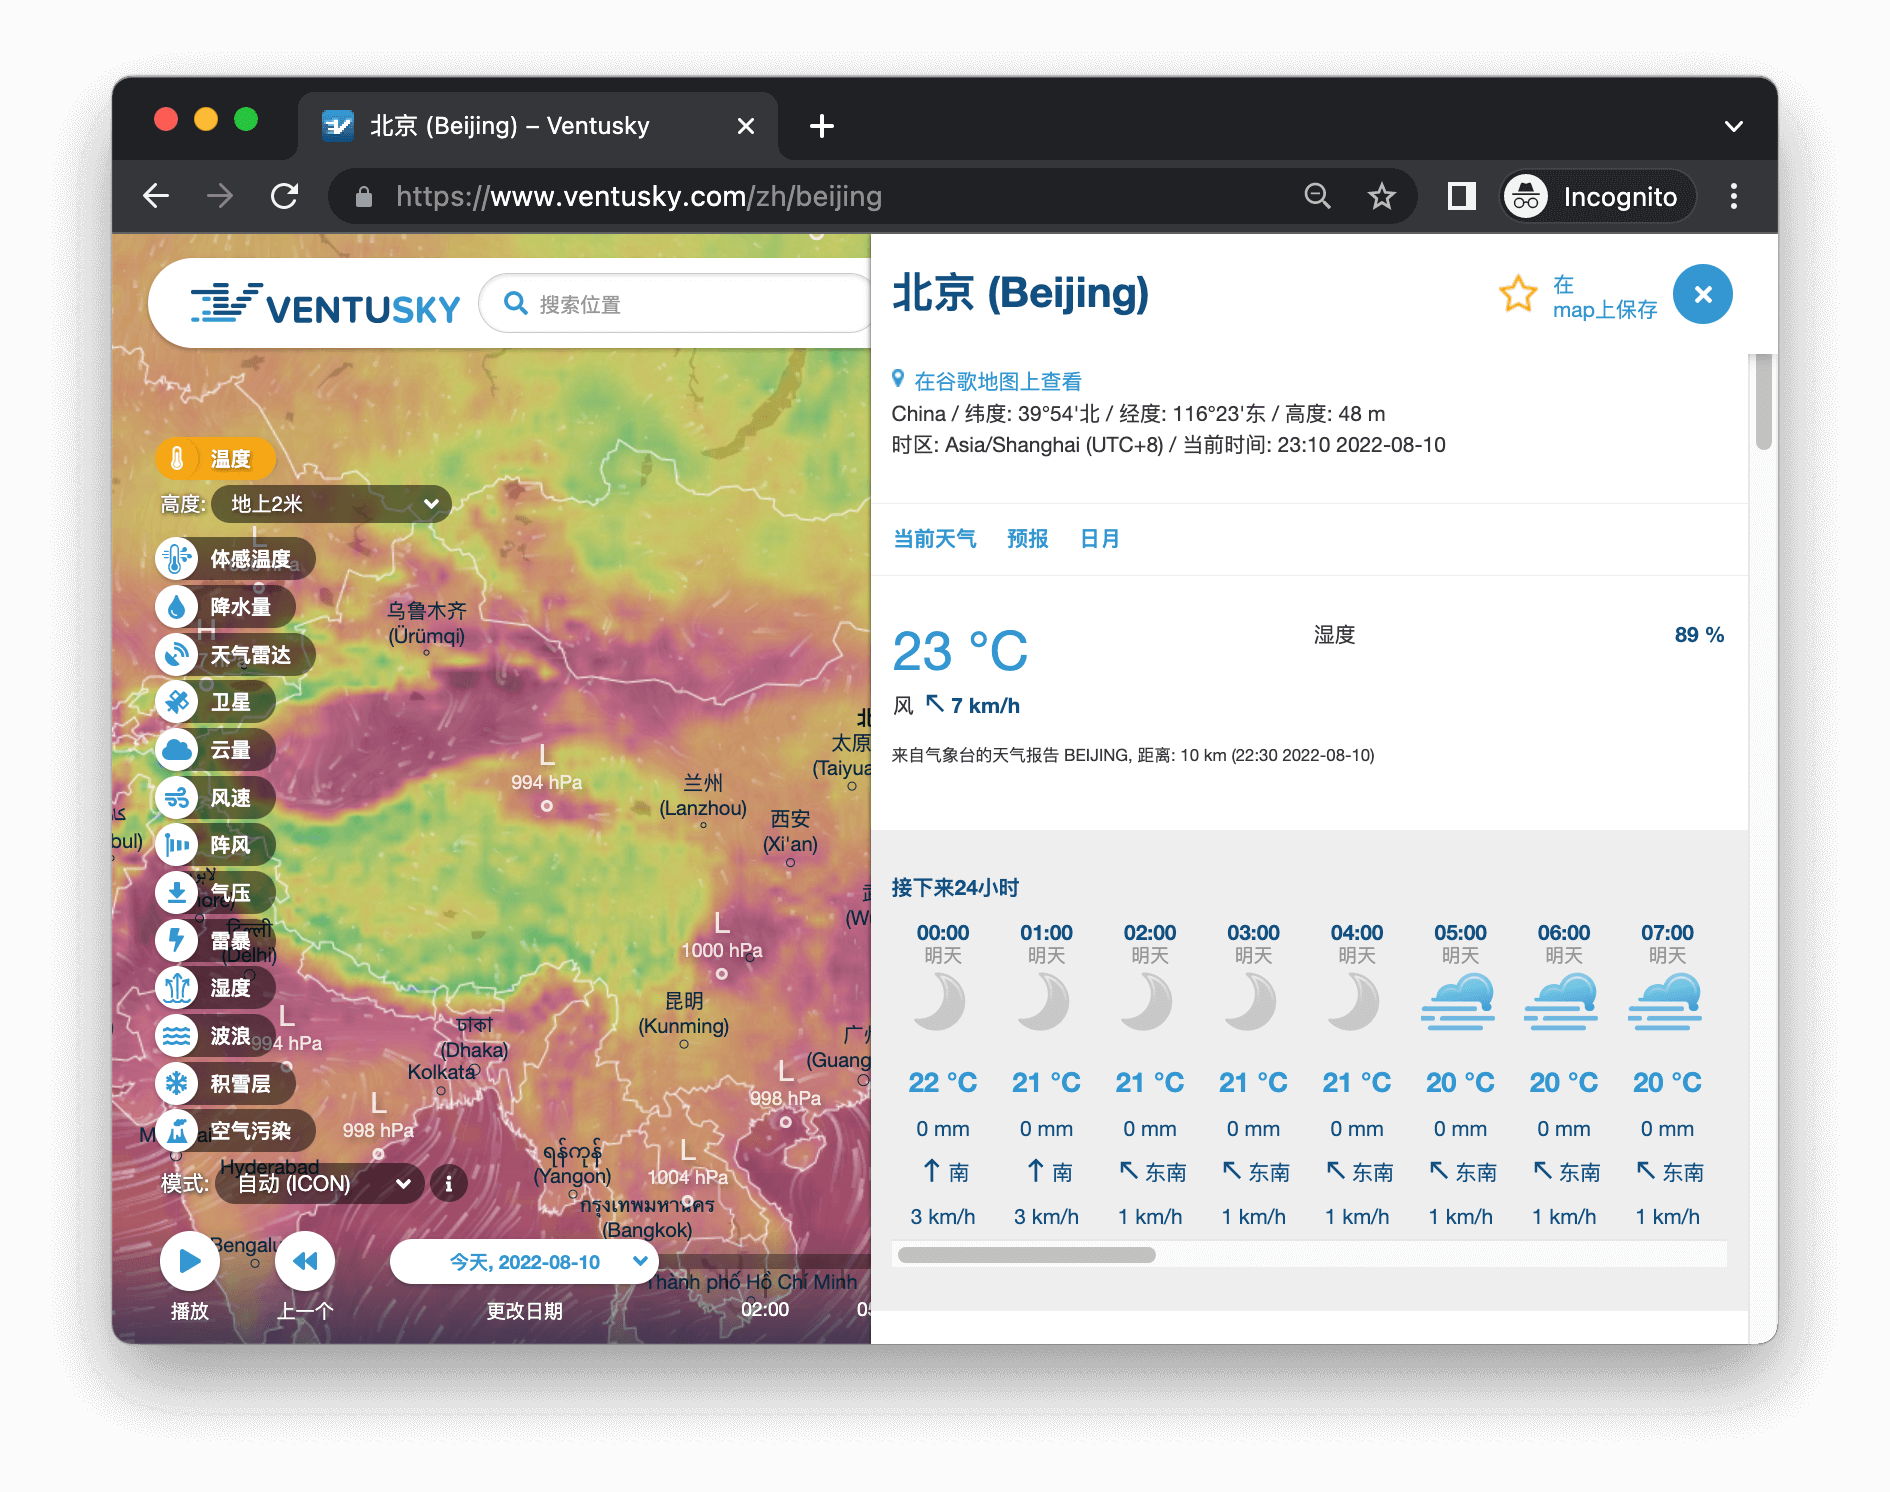 北京 (Beijing) – Ventusky
https://www.ventusky.com/zh/beijing
Incognito
VENTUSKY
搜索位置
温度
高度:
地上2米
体感温度
降水量
天气雷达
卫星
云量
风速
阵风
气压
雷暴
湿度
波浪
积雪层
空气污染
模式:
自动 (ICON)
播放
上一个
今天, 2022-08-10
更改日期
02:00
L
H
乌鲁木齐
(Ürümqi)
L
994 hPa
兰州
(Lanzhou)
西安
(Xi'an)
北
太原
(Taiyua
bul)
(W
L
1000 hPa
दिल्ली
(Delhi)
昆明
(Kunming)
L
994 hPa
ঢাকা
(Dhaka)
Kolkata
广州
(Guang
L
998 hPa
L
998 hPa
Hyderabad
ရန်ကုန်
(Yangon)
L
1004 hPa
กรุงเทพมหานคร
(Bangkok)
Bengalu
Thành phố Hồ Chí Minh
北京 (Beijing)
在
map上保存
在谷歌地图上查看
China / 纬度: 39°54'北 / 经度: 116°23'东 / 高度: 48 m
时区: Asia/Shanghai (UTC+8) / 当前时间: 23:10 2022-08-10
当前天气 预报 日月
23 °C
湿度 89 %
风 7 km/h
来自气象台的天气报告 BEIJING, 距离: 10 km (22:30 2022-08-10)
接下来24小时
00:00 01:00 02:00 03:00 04:00 05:00 06:00 07:00
明天 明天 明天 明天 明天 明天 明天 明天
22 °C 21 °C 21 °C 21 °C 21 °C 20 °C 20 °C 20 °C
0 mm 0 mm 0 mm 0 mm 0 mm 0 mm 0 mm 0 mm
南 南 东南 东南 东南 东南 东南 东南
3 km/h 3 km/h 1 km/h 1 km/h 1 km/h 1 km/h 1 km/h 1 km/h